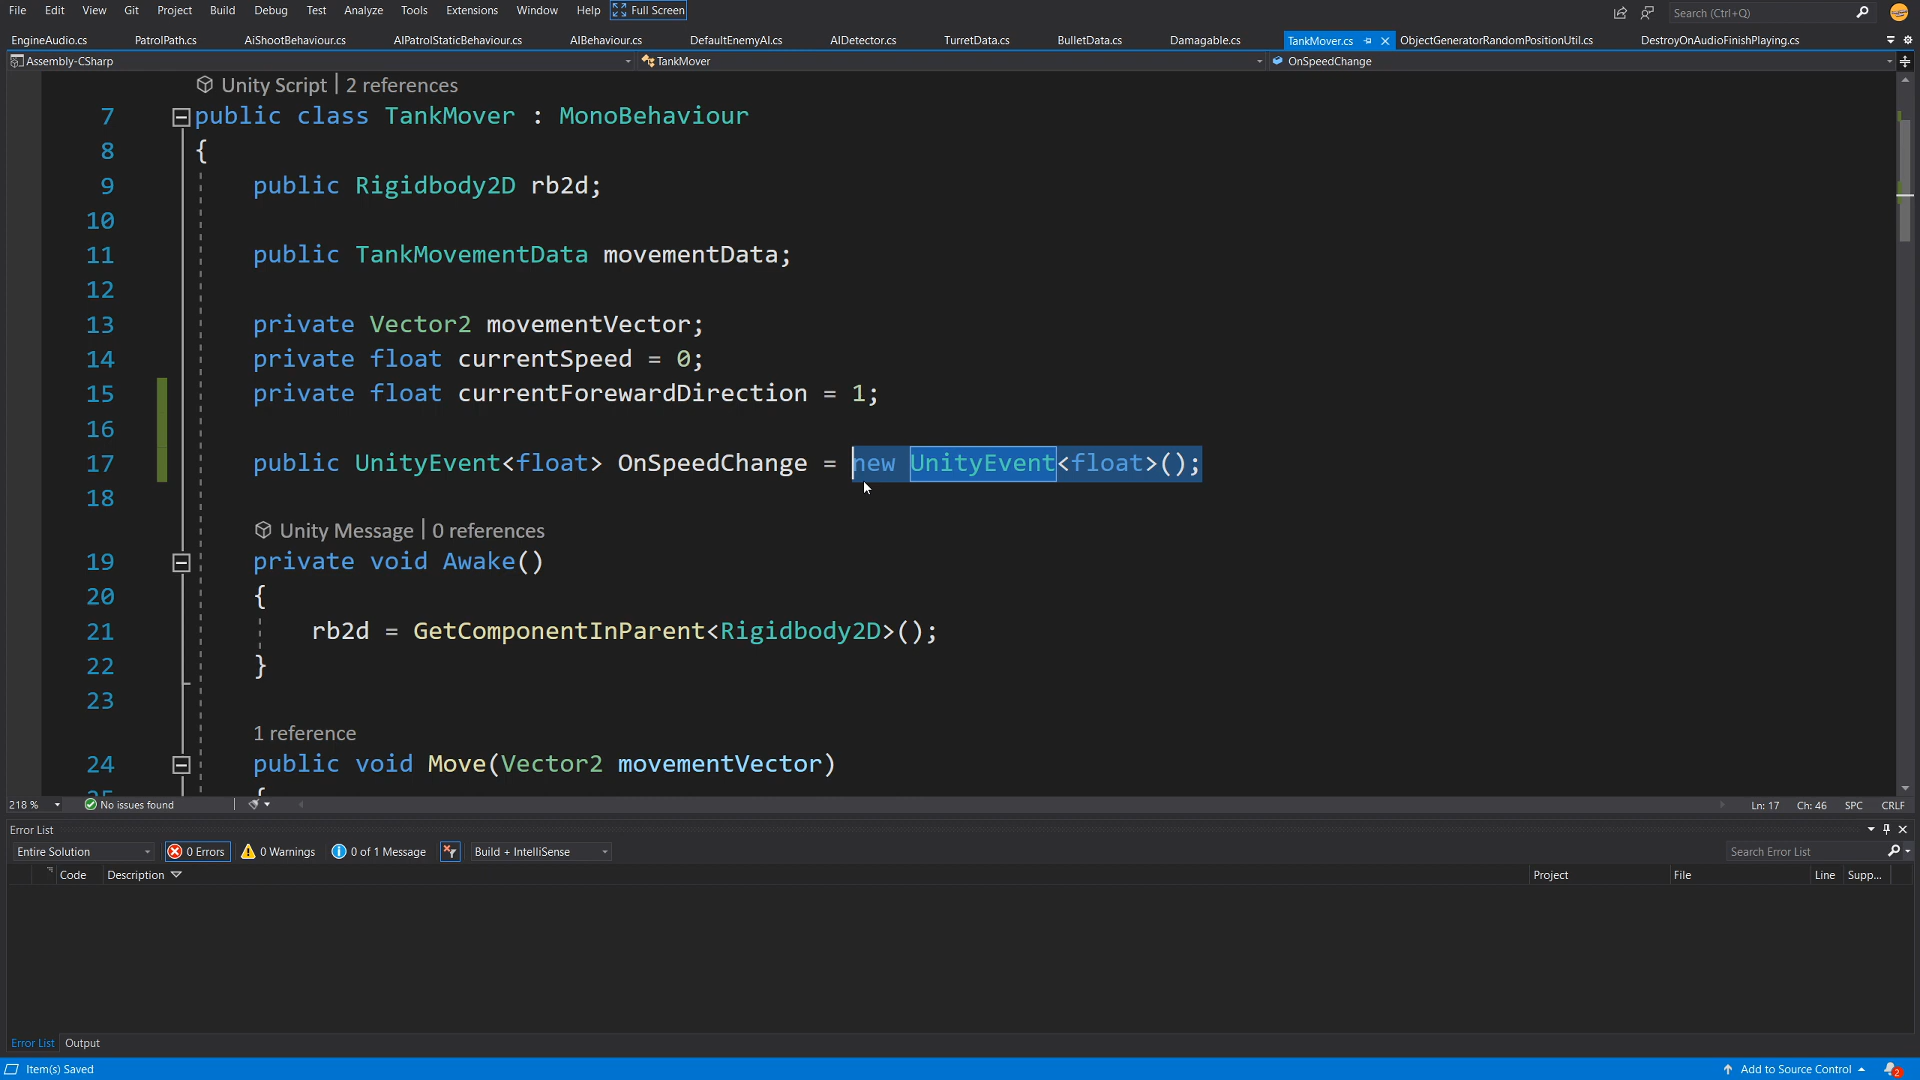 File Edit View Git Project Build Debug Test Analyze Tools Extensions Window Help Full Screen Search (Ctrl+Q)
EngineAudio.cs PatrolPath.cs AiShootBehaviour.cs AIPatrolStaticBehaviour.cs AIBehaviour.cs DefaultEnemyAI.cs AIDetector.cs TurretData.cs BulletData.cs Damagable.cs TankMover.cs ObjectGeneratorRandomPositionUtil.cs DestroyOnAudioFinishPlaying.cs
Assembly-CSharp TankMover OnSpeedChange
Unity Script | 2 references
7 public class TankMover : MonoBehaviour
8 {
9 public Rigidbody2D rb2d;
10
11 public TankMovementData movementData;
12
13 private Vector2 movementVector;
14 private float currentSpeed = 0;
15 private float currentForewardDirection = 1;
16
17 public UnityEvent<float> OnSpeedChange = new UnityEvent<float>();
18
Unity Message | 0 references
19 private void Awake()
20 {
21 rb2d = GetComponentInParent<Rigidbody2D>();
22 }
23
1 reference
24 public void Move(Vector2 movementVector)
25 {
218 % No issues found Ln: 17 Ch: 46 SPC CRLF
Error List
Entire Solution 0 Errors 0 Warnings 0 of 1 Message Build + IntelliSense Search Error List
Code Description Project File Line Supp...
Error List Output
Item(s) Saved Add to Source Control 2